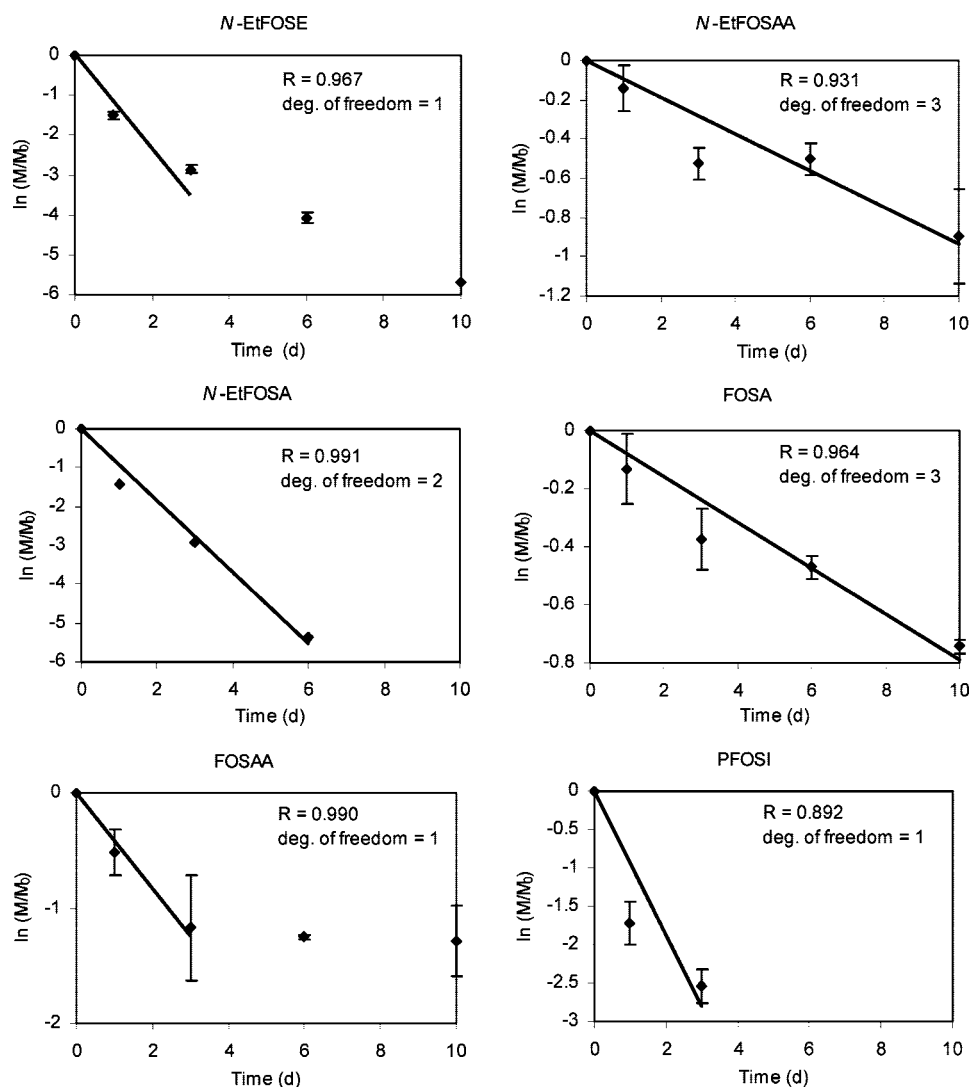 N-EtFOSE
R = 0.967
deg. of freedom = 1
ln (M/M₀)
0
-1
-2
-3
-4
-5
-6
0 2 4 6 8 10
Time (d)
N-EtFOSAA
R = 0.931
deg. of freedom = 3
ln (M/M₀)
0
-0.2
-0.4
-0.6
-0.8
-1
-1.2
0 2 4 6 8 10
Time (d)
N-EtFOSA
R = 0.991
deg. of freedom = 2
ln (M/M₀)
0
-1
-2
-3
-4
-5
-6
0 2 4 6 8 10
Time (d)
FOSA
R = 0.964
deg. of freedom = 3
ln (M/M₀)
0
-0.2
-0.4
-0.6
-0.8
0 2 4 6 8 10
Time (d)
FOSAA
R = 0.990
deg. of freedom = 1
ln (M/M₀)
0
-1
-2
0 2 4 6 8 10
Time (d)
PFOSI
R = 0.892
deg. of freedom = 1
ln (M/M₀)
0
-0.5
-1
-1.5
-2
-2.5
-3
0 2 4 6 8 10
Time (d)